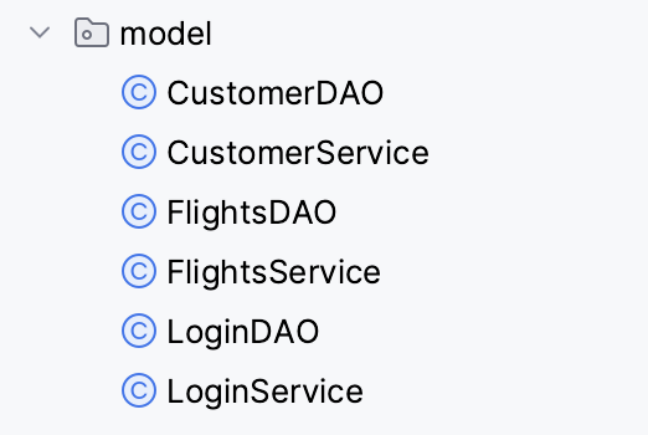 model
© CustomerDAO
© CustomerService
© FlightsDAO
© FlightsService
© LoginDAO
© LoginService